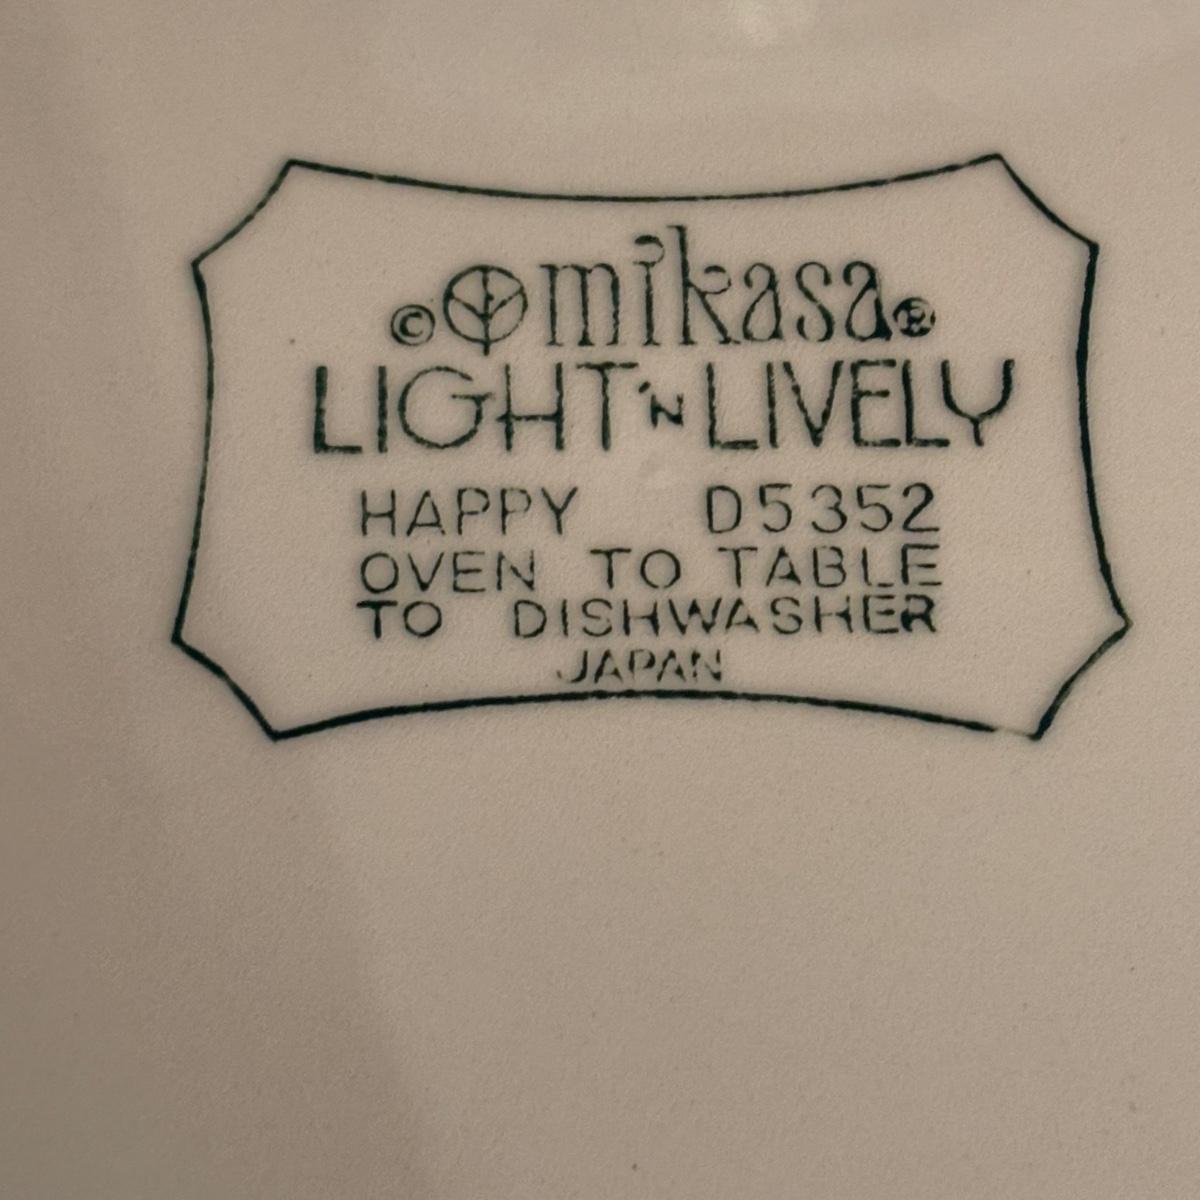 © mikasa ®
LIGHT 'N LIVELY
HAPPY D5352
OVEN TO TABLE
TO DISHWASHER
JAPAN